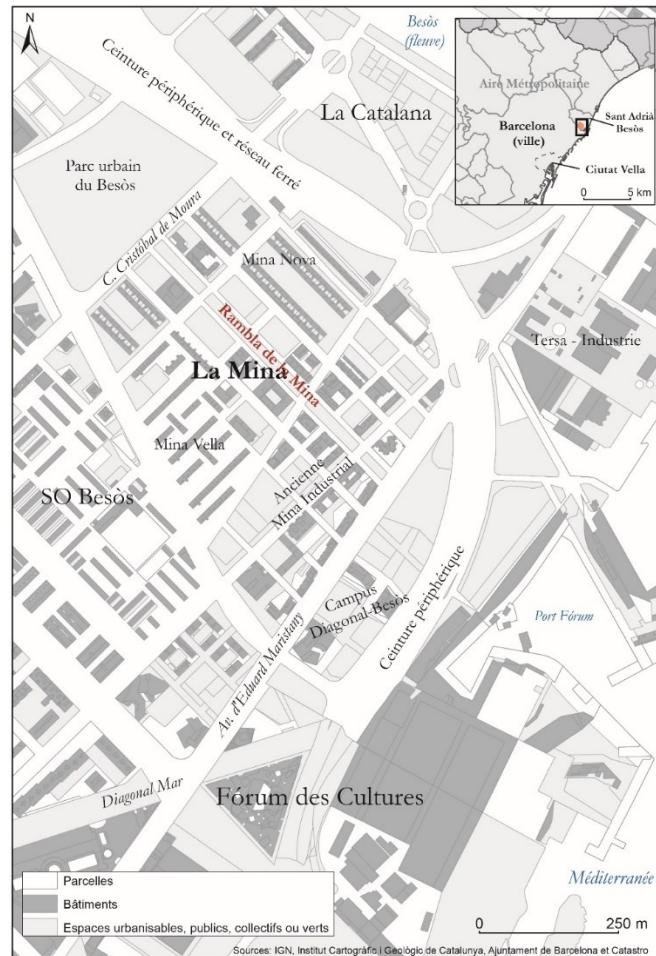 N
Besòs
(fleuve)
Ceinture périphérique et réseau ferré
La Catalana
Aire Métropolitaine
Sant Adrià
Besòs
Barcelona
(ville)
Ciutat Vella
0 5 km
Parc urbain
du Besòs
C. Cristóbal de Moura
Mina Nova
Rambla de la Mina
La Mina
Tersa - Industrie
Mina Vella
SO Besòs
Ancienne
Mina Industrial
Campus
Diagonal-Besòs
Ceinture périphérique
Port Fórum
Av. d'Eduard Maristany
Diagonal Mar
Fórum des Cultures
Méditerranée
Parcelles
Bâtiments
Espaces urbanisables, publics, collectifs ou verts
0 250 m
Sources: IGN, Institut Cartogràfic i Geològic de Catalunya, Ajuntament de Barcelona et Catastro